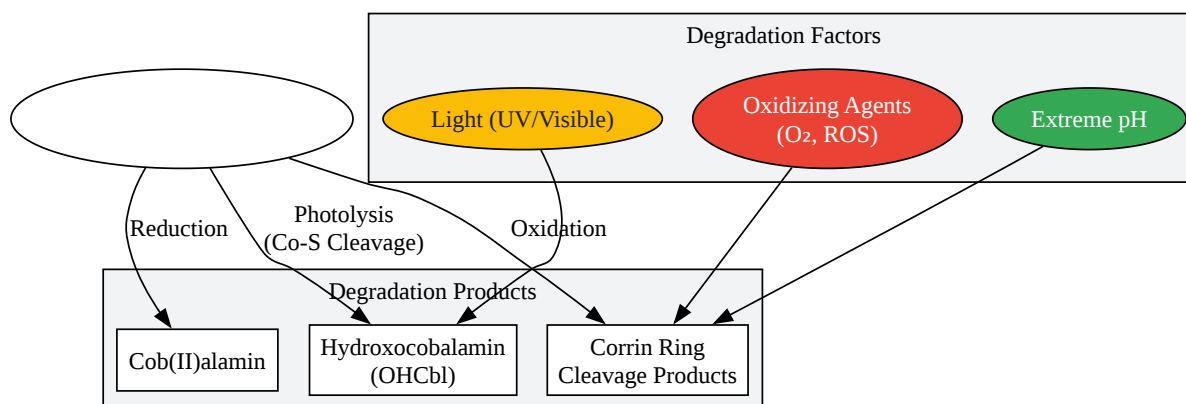 Degradation Factors
Light (UV/Visible)
Oxidizing Agents
(O₂, ROS)
Extreme pH
Reduction
Photolysis
(Co-S Cleavage)
Oxidation
Degradation Products
Cob(II)alamin
Hydroxocobalamin
(OHCbl)
Corrin Ring
Cleavage Products